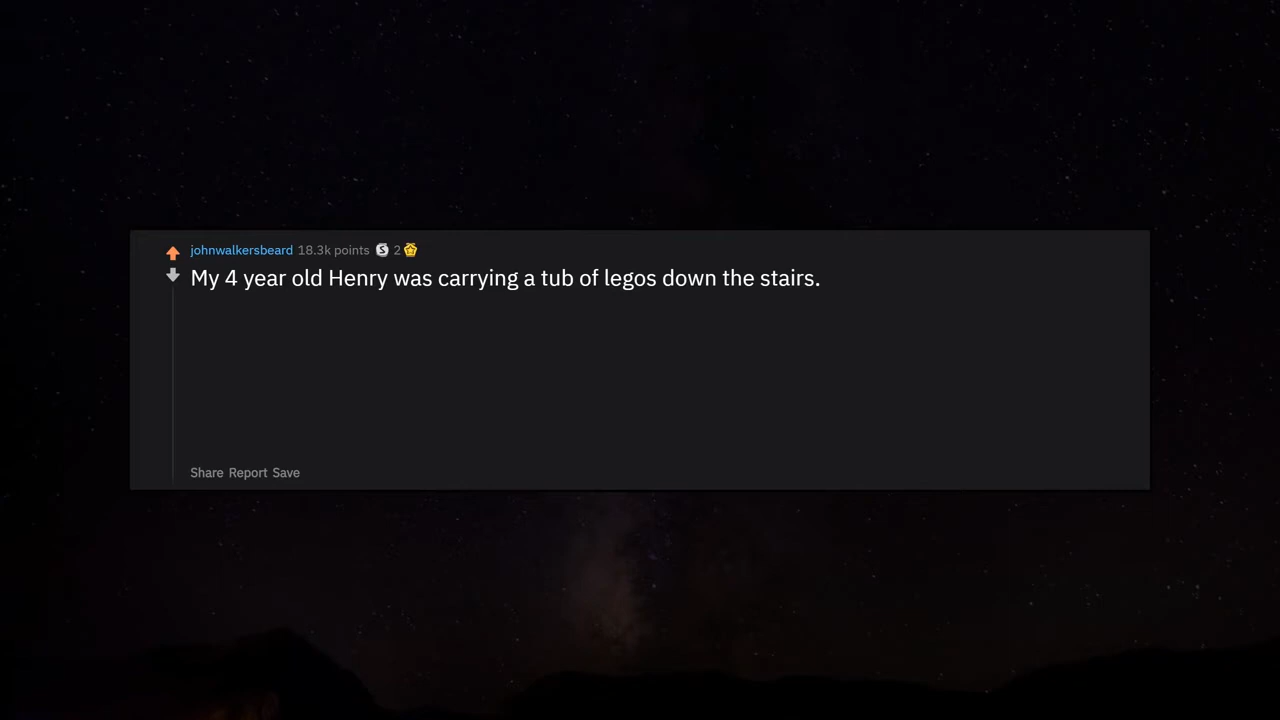 johnwalkersbeard 18.3k points S 2
My 4 year old Henry was carrying a tub of legos down the stairs.
Share Report Save